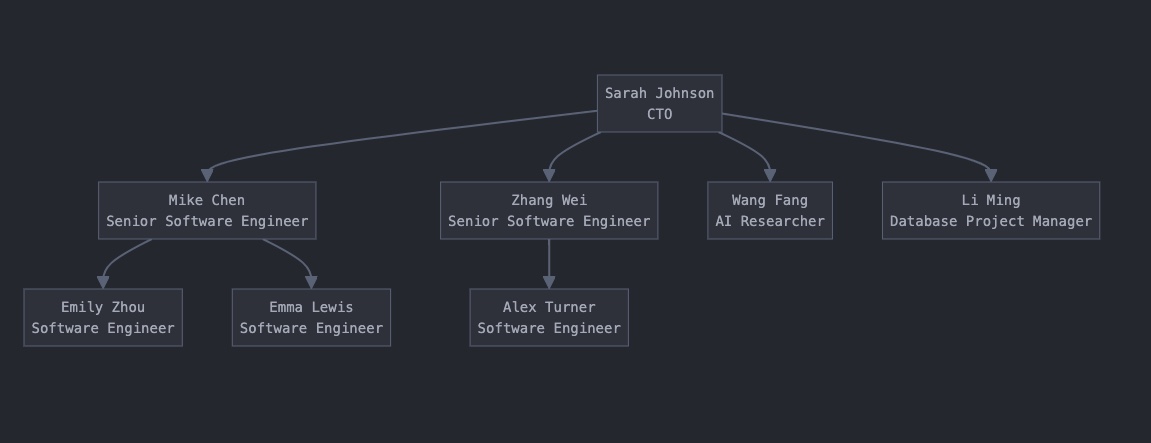 Sarah Johnson
CTO
Mike Chen
Senior Software Engineer
Zhang Wei
Senior Software Engineer
Wang Fang
AI Researcher
Li Ming
Database Project Manager
Emily Zhou
Software Engineer
Emma Lewis
Software Engineer
Alex Turner
Software Engineer